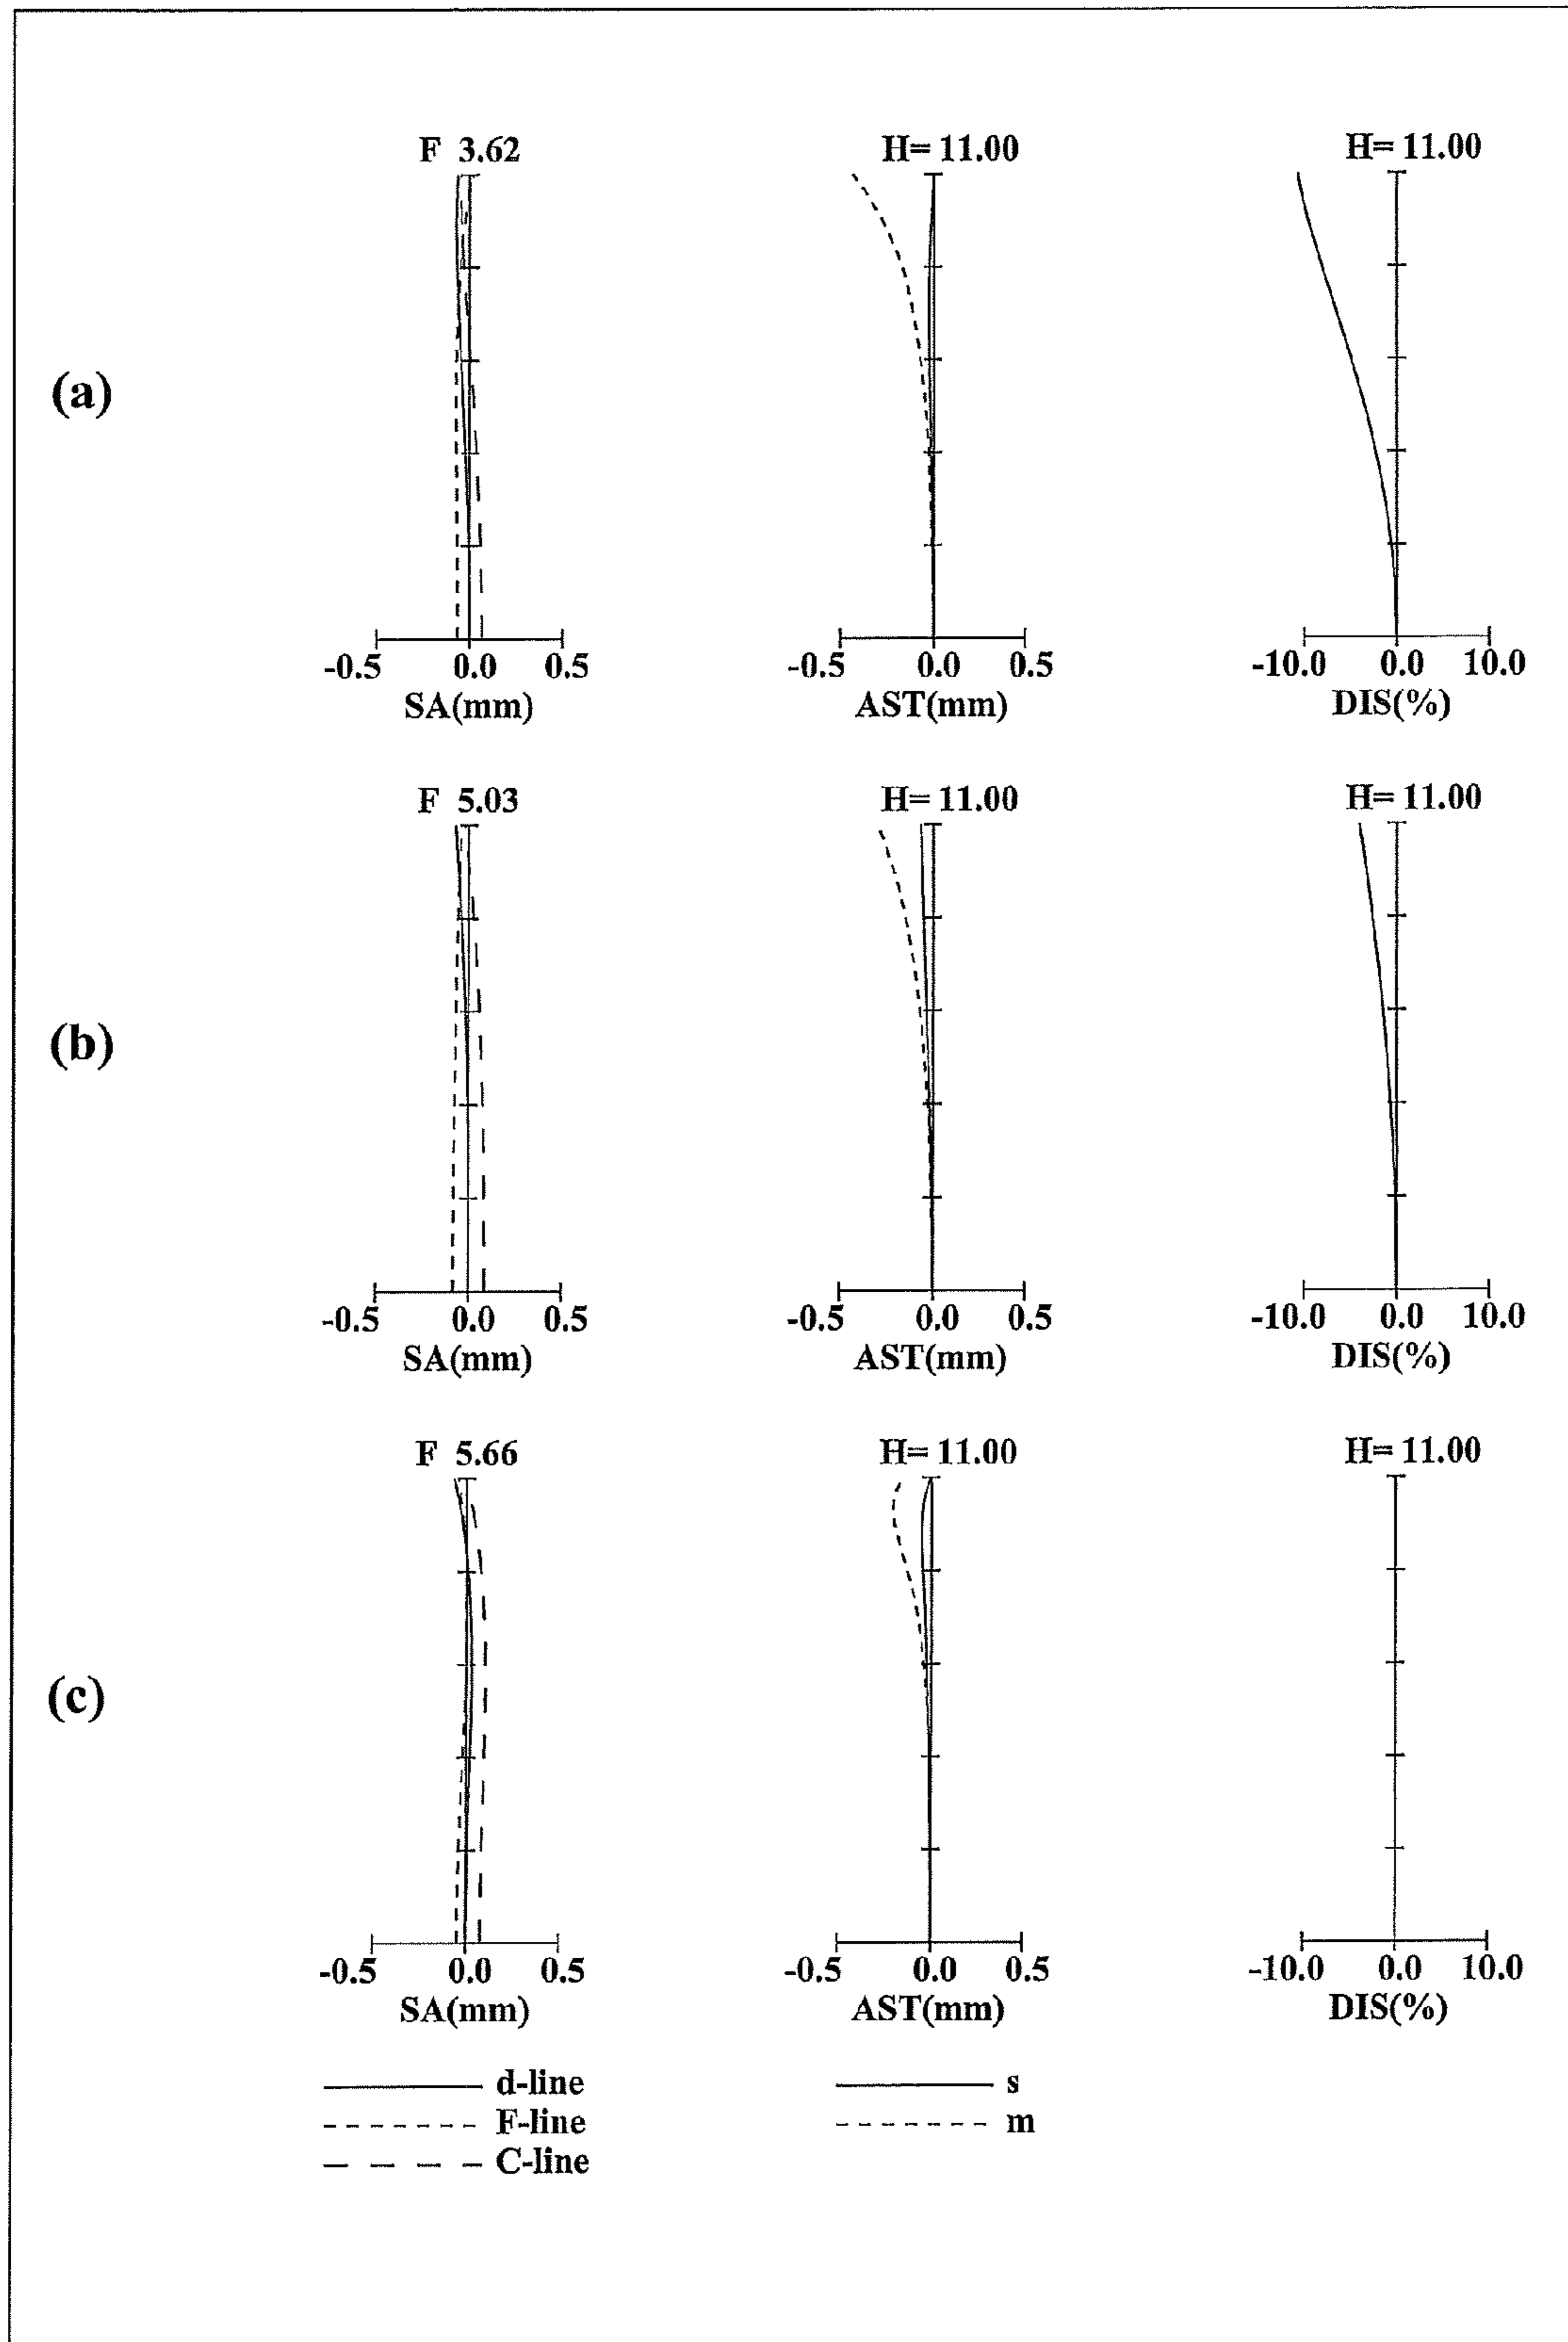 F 3.62 H= 11.00 H= 11.00
(a)
-0.5 0.0 0.5 -0.5 0.0 0.5 -10.0 0.0 10.0
SA(mm) AST(mm) DIS(%)
F 5.03 H= 11.00 H= 11.00
(b)
-0.5 0.0 0.5 -0.5 0.0 0.5 -10.0 0.0 10.0
SA(mm) AST(mm) DIS(%)
F 5.66 H= 11.00 H= 11.00
(c)
-0.5 0.0 0.5 -0.5 0.0 0.5 -10.0 0.0 10.0
SA(mm) AST(mm) DIS(%)
d-line s
F-line m
C-line